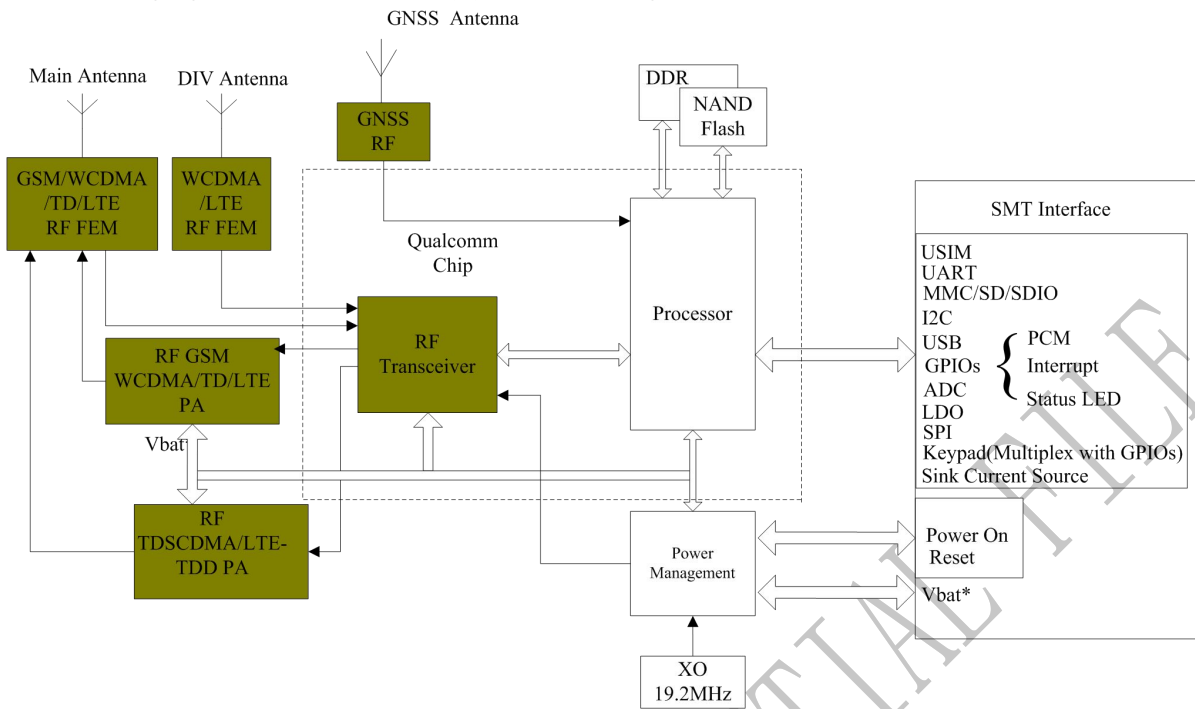 GNSS Antenna
Main Antenna
DIV Antenna
DDR
NAND
Flash
GNSS
RF
GSM/WCDMA
/TD/LTE
RF FEM
WCDMA
/LTE
RF FEM
SMT Interface
Qualcomm
Chip
USIM
UART
MMC/SD/SDIO
I2C
USB
GPIOs
ADC
LDO
SPI
Keypad(Multiplex with GPIOs)
Sink Current Source
PCM
Interrupt
Status LED
Processor
RF
Transceiver
RF GSM
WCDMA/TD/LTE
PA
Vbat*
RF
TDSCDMA/LTE-
TDD PA
Power
Management
Power On
Reset
Vbat*
XO
19.2MHz
TIAL FILE